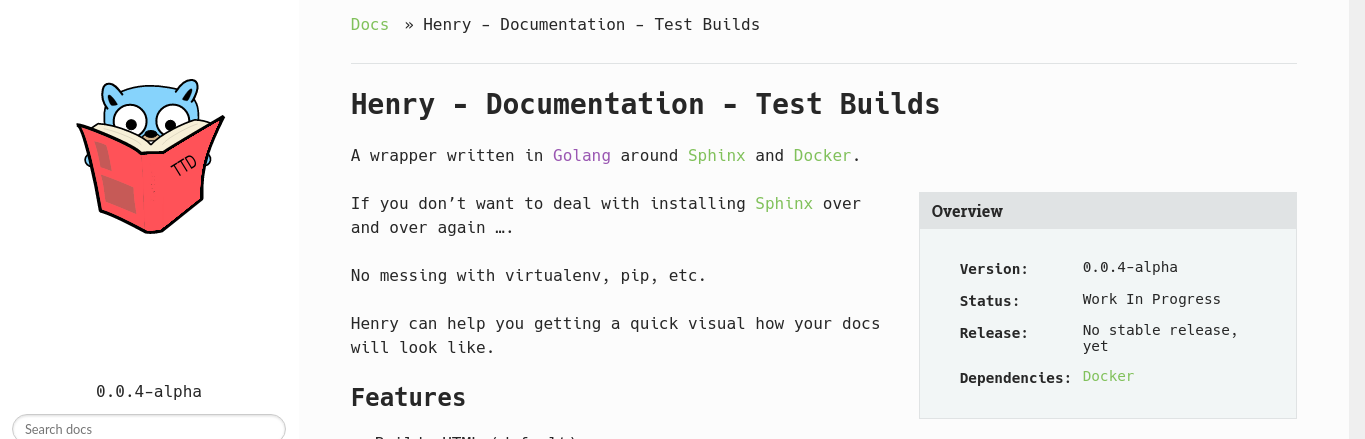 TTD
0.0.4-alpha
Search docs
Docs » Henry - Documentation - Test Builds
Henry - Documentation - Test Builds
A wrapper written in Golang around Sphinx and Docker.
If you don’t want to deal with installing Sphinx over
and over again ….
No messing with virtualenv, pip, etc.
Henry can help you getting a quick visual how your docs
will look like.
Overview
Version: 0.0.4-alpha
Status: Work In Progress
Release: No stable release,
yet
Dependencies: Docker
Features